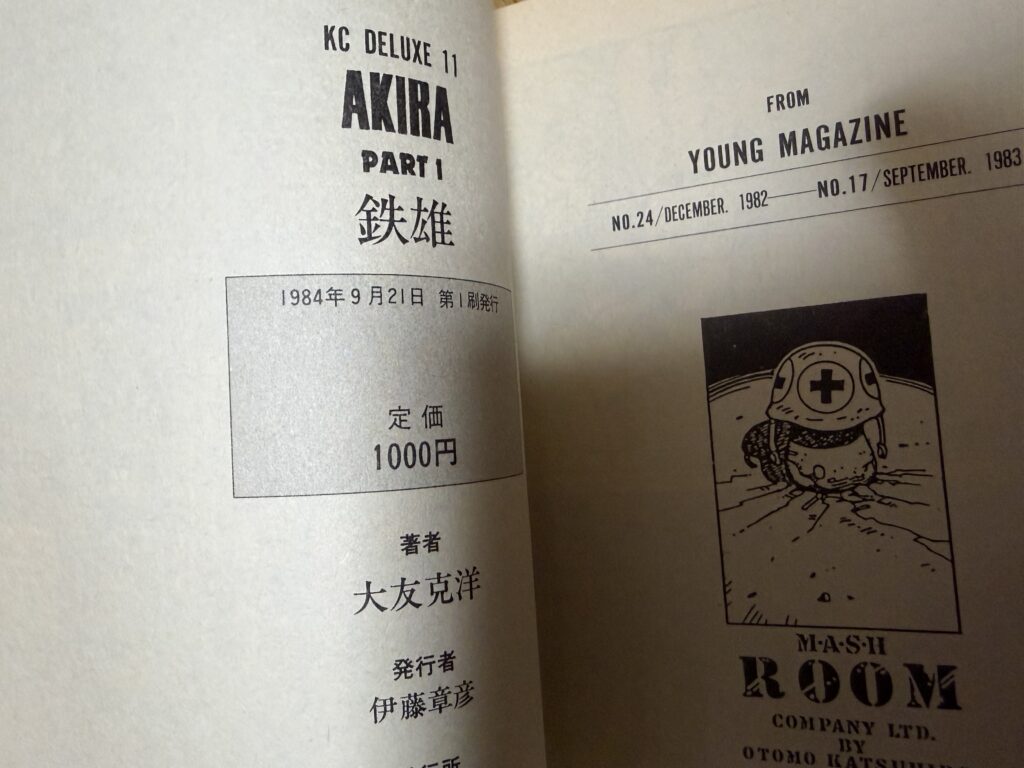 KC DELUXE 11
AKIRA
PART 1
鉄雄
1984年9月21日 第1刷発行
定価
1000円
著者
大友克洋
発行者
伊藤章彦
FROM
YOUNG MAGAZINE
NO.24/DECEMBER. 1982——NO.17/SEPTEMBER. 1983
M·A·S·H
ROOM
COMPANY LTD.
BY
OTOMO KATSUHIRO